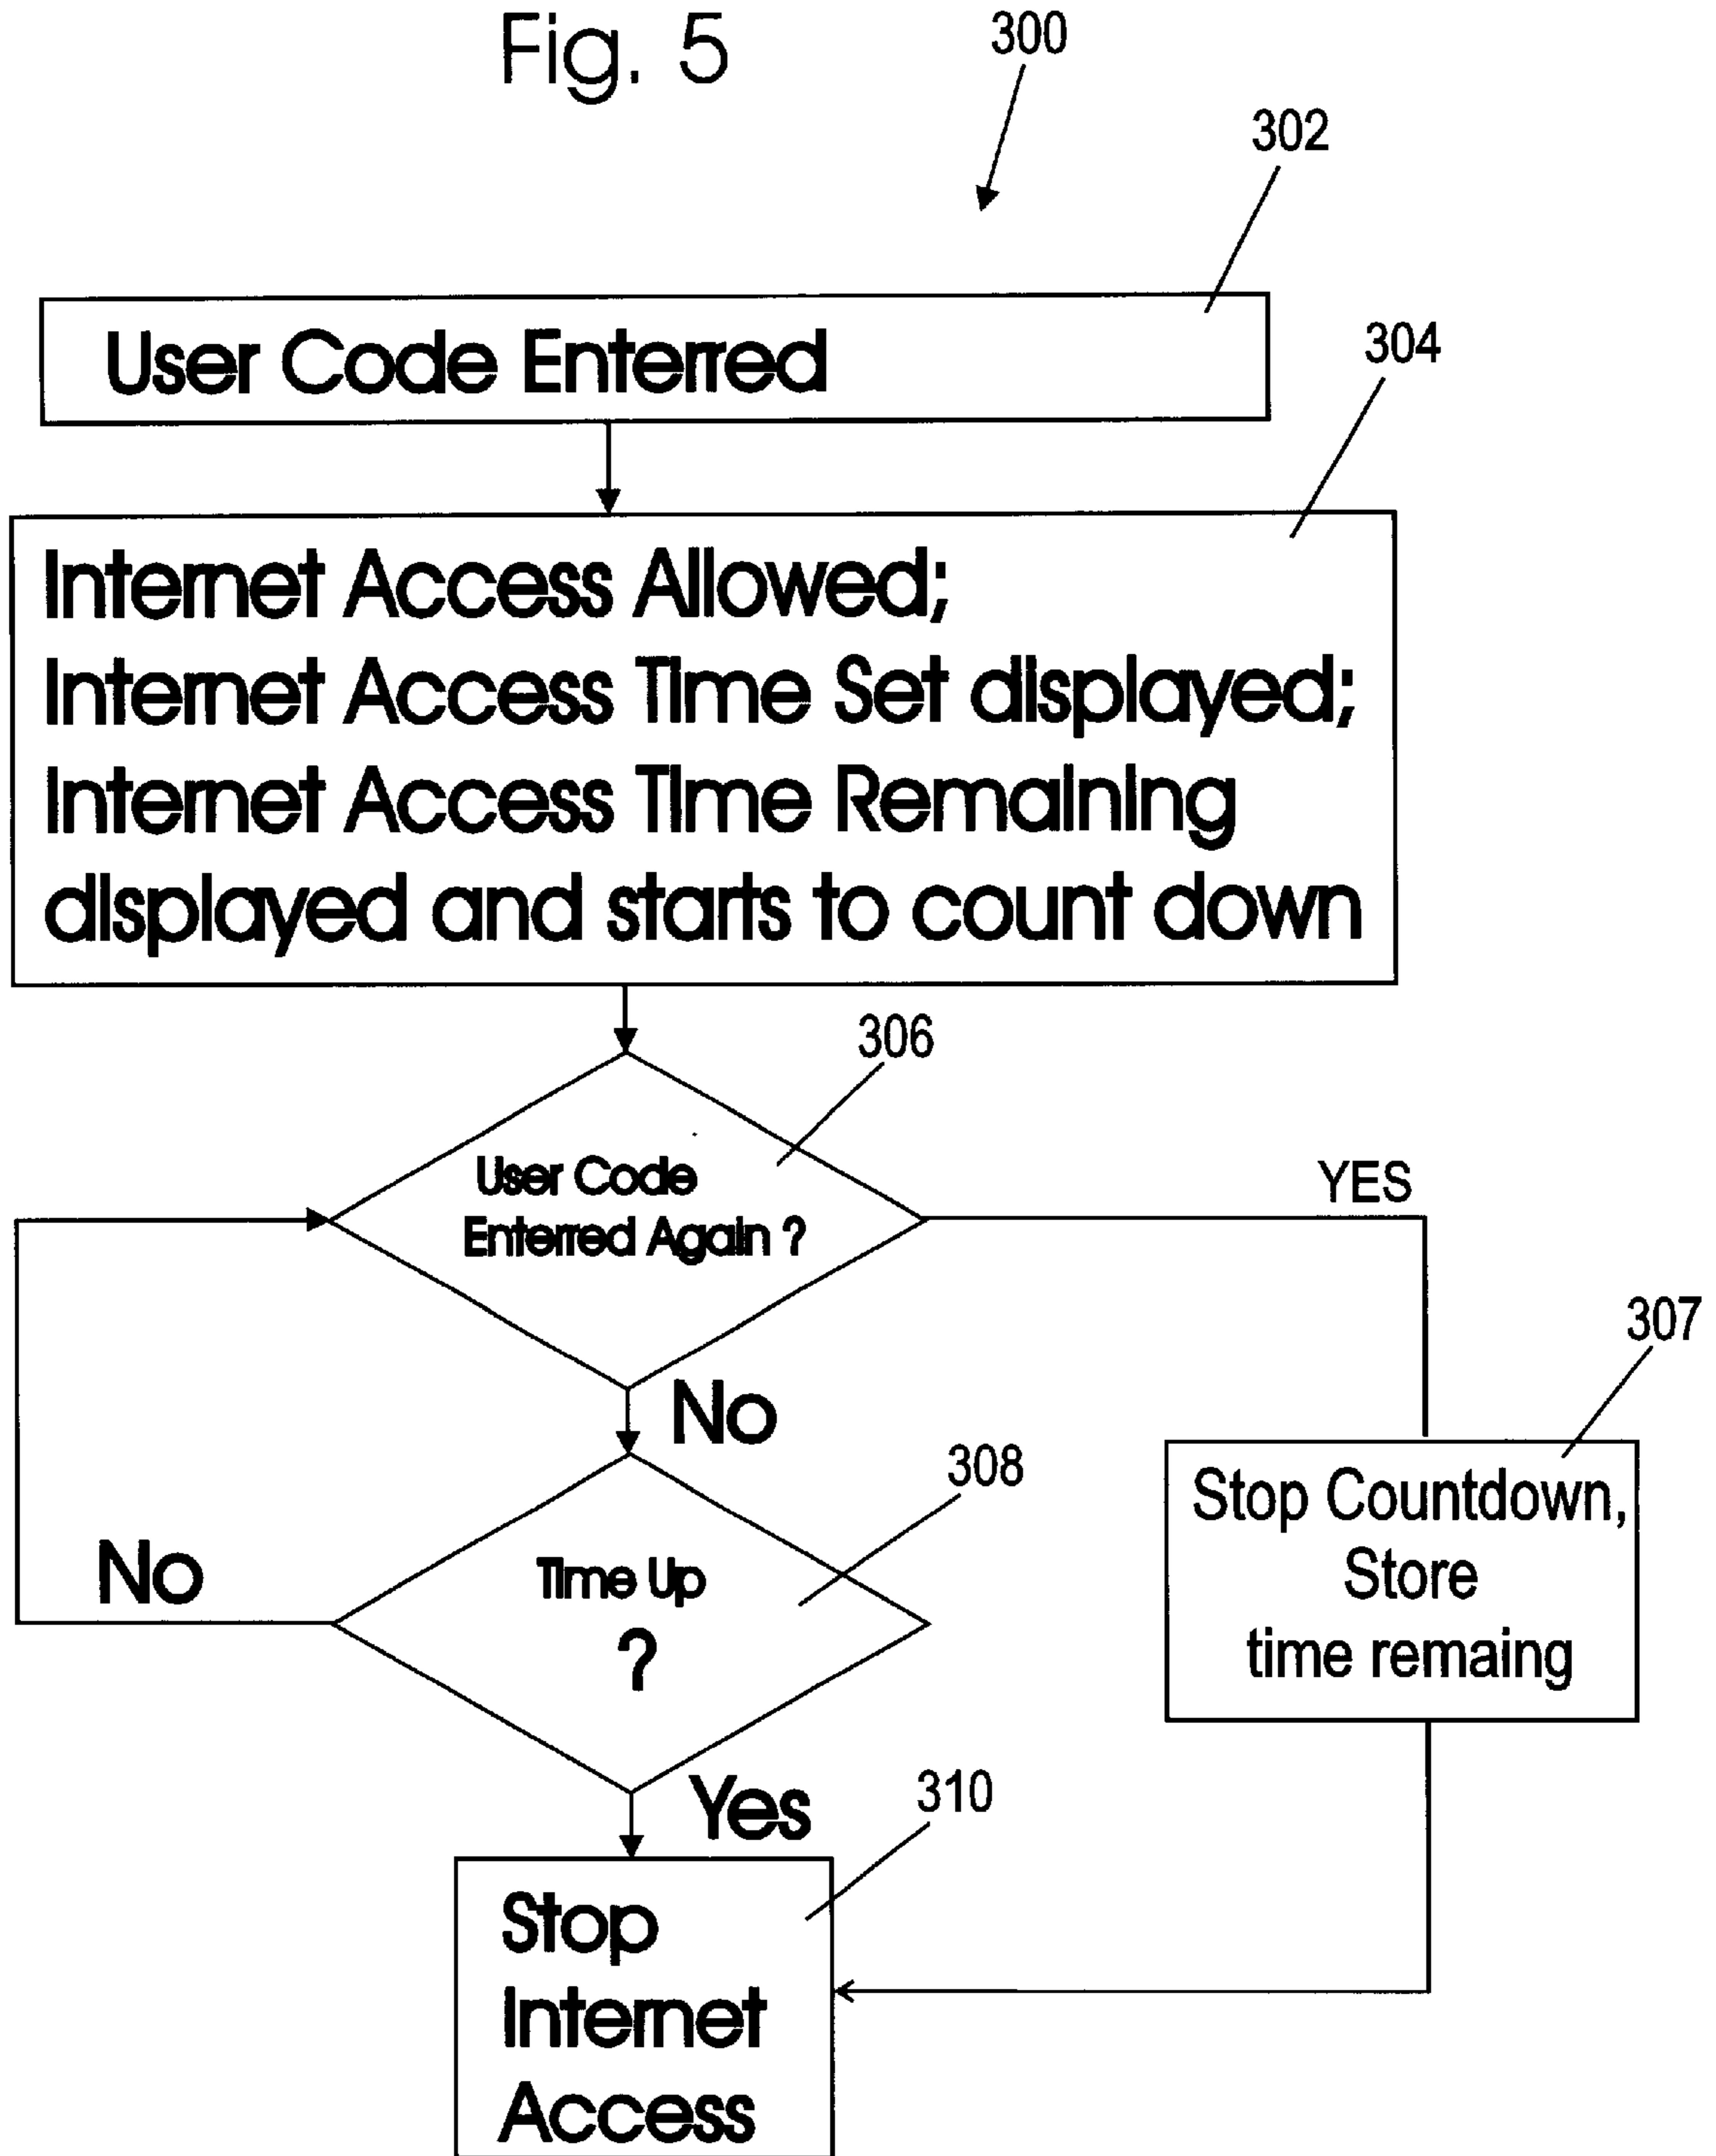 Fig. 5
300
302
User Code Enterred
304
Internet Access Allowed;
Internet Access Time Set displayed;
Internet Access Time Remaining
displayed and starts to count down
306
User Code
Enterred Again ?
YES
307
No
308
Stop Countdown,
Store
time remaing
No
Time Up
?
Yes
310
Stop
Internet
Access